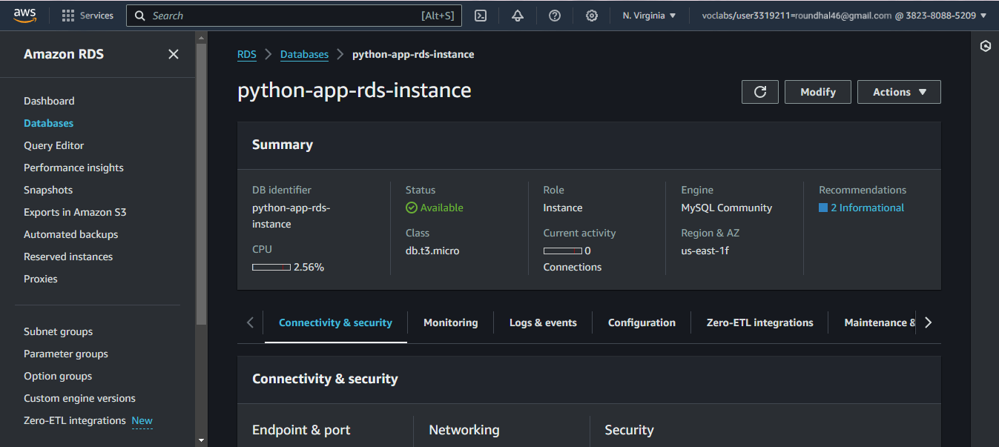 aws
Services
Search [Alt+S]
N. Virginia
voclabs/user3319211=roundhal46@gmail.com @ 3823-8088-5209
Amazon RDS
Dashboard
Databases
Query Editor
Performance insights
Snapshots
Exports in Amazon S3
Automated backups
Reserved instances
Proxies
Subnet groups
Parameter groups
Option groups
Custom engine versions
Zero-ETL integrations New
RDS
Databases
python-app-rds-instance
python-app-rds-instance
Modify
Actions
Summary
DB identifier
python-app-rds-
instance
CPU
2.56%
Status
Available
Class
db.t3.micro
Role
Instance
Current activity
0
Connections
Engine
MySQL Community
Region & AZ
us-east-1f
Recommendations
2 Informational
Connectivity & security
Monitoring
Logs & events
Configuration
Zero-ETL integrations
Maintenance &
Connectivity & security
Endpoint & port
Networking
Security